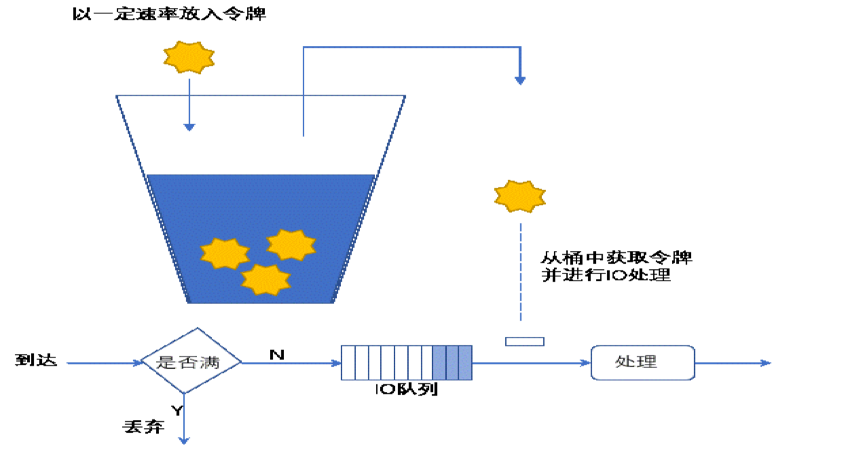 以一定速率放入令牌
从桶中获取令牌
并进行IO处理
到达
是否满
N
IO队列
处理
Y
丢弃